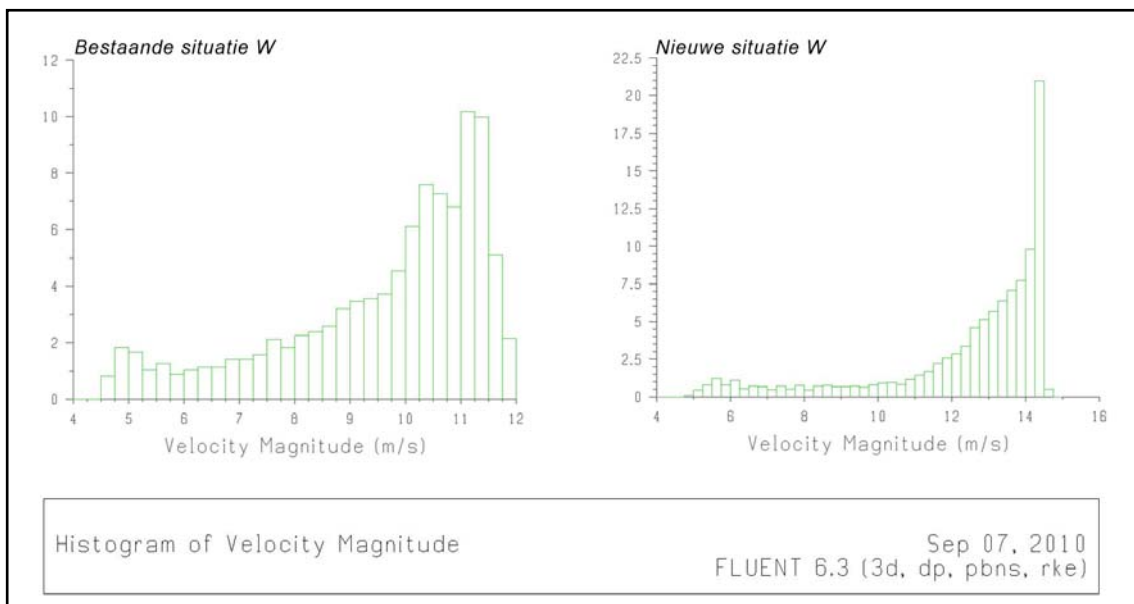 Bestaande situatie W
12
10
8
6
4
2
0
4 5 6 7 8 9 10 11 12
Velocity Magnitude (m/s)
Nieuwe situatie W
22.5
20
17.5
15
12.5
10
7.5
5
2.5
0
4 6 8 10 12 14 16
Velocity Magnitude (m/s)
Histogram of Velocity Magnitude
Sep 07, 2010
FLUENT 6.3 (3d, dp, pbns, rke)